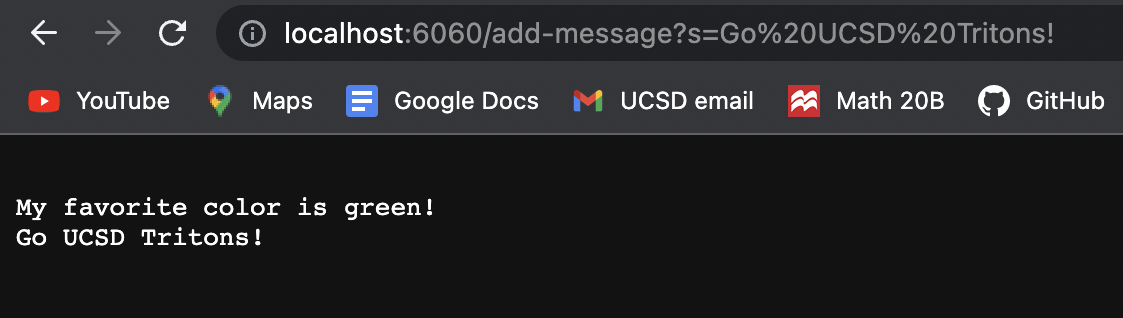 localhost:6060/add-message?s=Go%20UCSD%20Tritons!
YouTube Maps Google Docs UCSD email Math 20B GitHub
My favorite color is green!
Go UCSD Tritons!